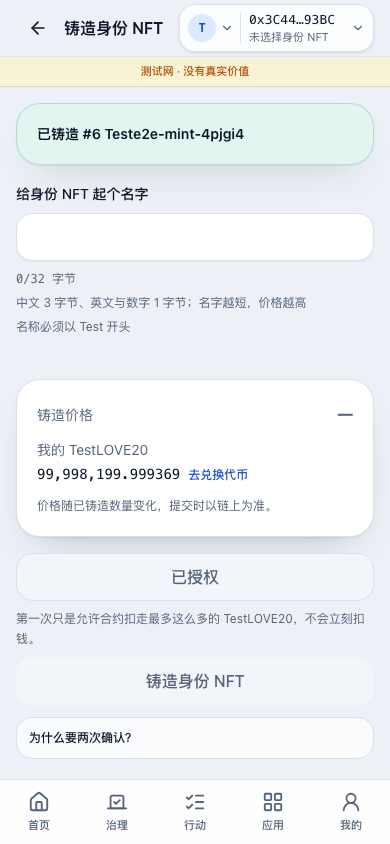 铸造身份 NFT
T
0x3C44…93BC
未选择身份 NFT
测试网 · 没有真实价值
已铸造 #6 Teste2e-mint-4pjgi4
给身份 NFT 起个名字
0/32 字节
中文 3 字节、英文与数字 1 字节；名字越短，价格越高
名称必须以 Test 开头
铸造价格 —
我的 TestLOVE20
99,998,199.999369 去兑换代币
价格随已铸造数量变化，提交时以链上为准。
已授权
第一次只是允许合约扣走最多这么多的 TestLOVE20，不会立刻扣
钱。
铸造身份 NFT
为什么要两次确认?
首页 治理 行动 应用 我的